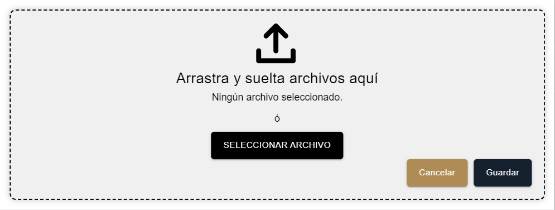 Arrastra y suelta archivos aquí
Ningún archivo seleccionado.
ó
SELECCIONAR ARCHIVO
Cancelar Guardar